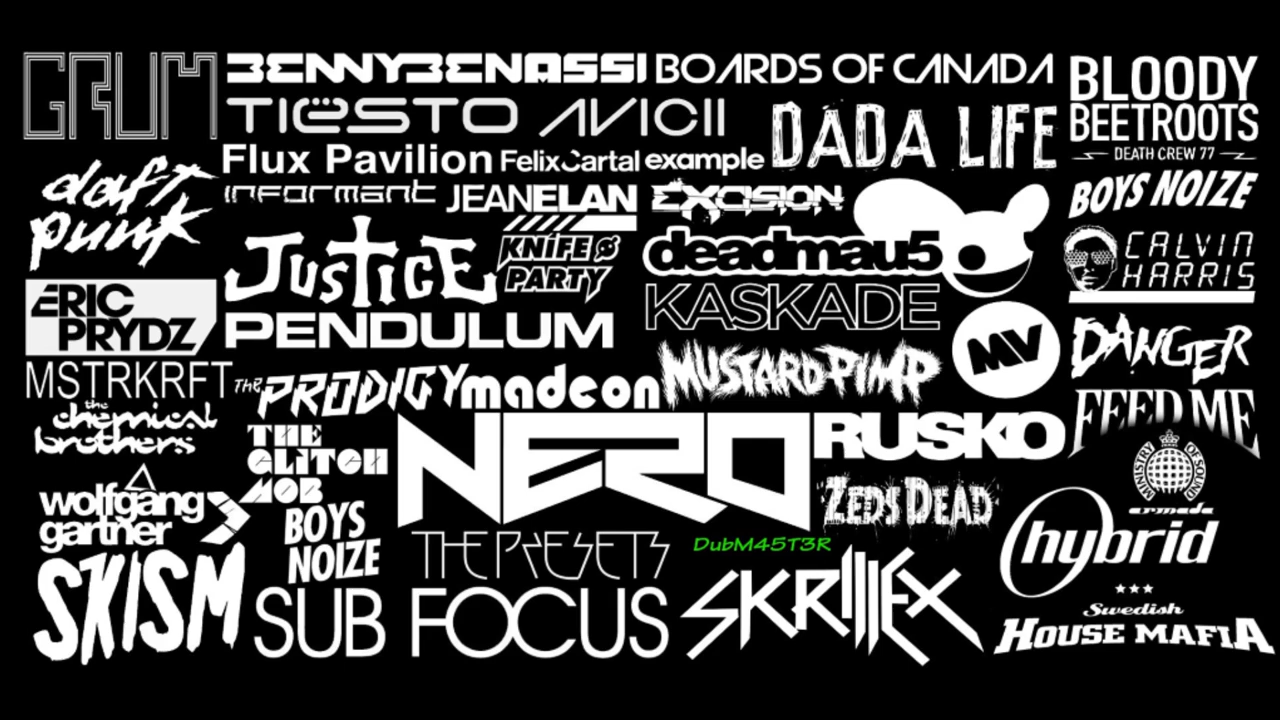 GRUM
BENNYBENASSI
BOARDS OF CANADA
BLOODY
BEETROOTS
DEATH CREW 77
TIËSTO
AVICII
DADA LIFE
Flux Pavilion
FelixCartal
example
daft
punk
INFORMANT
JEANELAN
EXCISION
BOYS NOIZE
JUSTICE
KNIFE
PARTY
deadmau5
CALVIN
HARRIS
ERIC
PRYDZ
PENDULUM
KASKADE
MV
DANGER
MSTRKRFT
THE PRODIGY
madeon
MUSTARD PIMP
FEED ME
the
chemical
brothers
THE
GLITCH
MOB
NERO
RUSKO
MINISTRY OF SOUND
wolfgang
gartner
BOYS
NOIZE
ZEDS DEAD
armada
hybrid
THE PRESETS
DubM45T3R
SKISM
SUB FOCUS
SKRILLEX
Swedish
HOUSE MAFIA